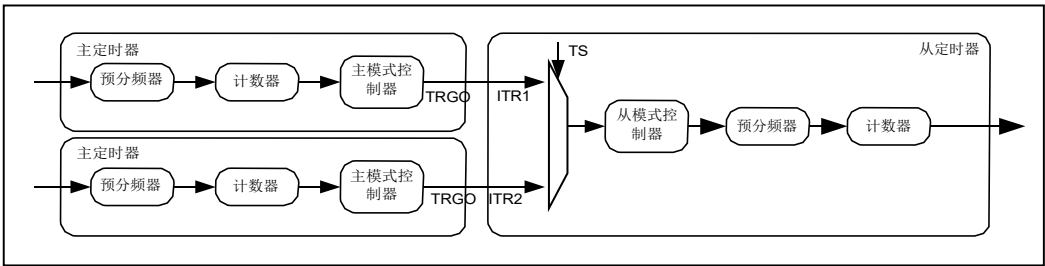 主定时器
预分频器
计数器
主模式控
制器
TRGO
ITR1
TS
从定时器
从模式控
制器
预分频器
计数器
主定时器
预分频器
计数器
主模式控
制器
TRGO
ITR2